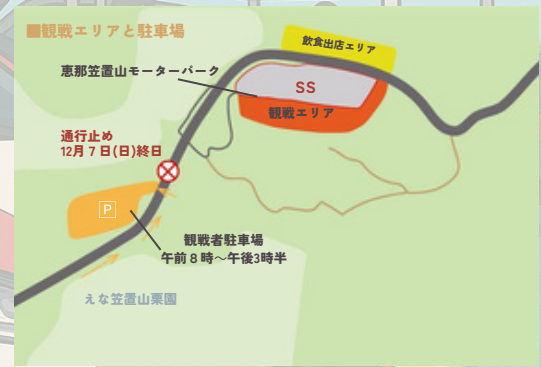 ■観戦エリアと駐車場
飲食出店エリア
恵那笠置山モーターパーク
SS
観戦エリア
通行止め
12月7日(日)終日
P
観戦者駐車場
午前8時～午後3時半
えな笠置山栗園